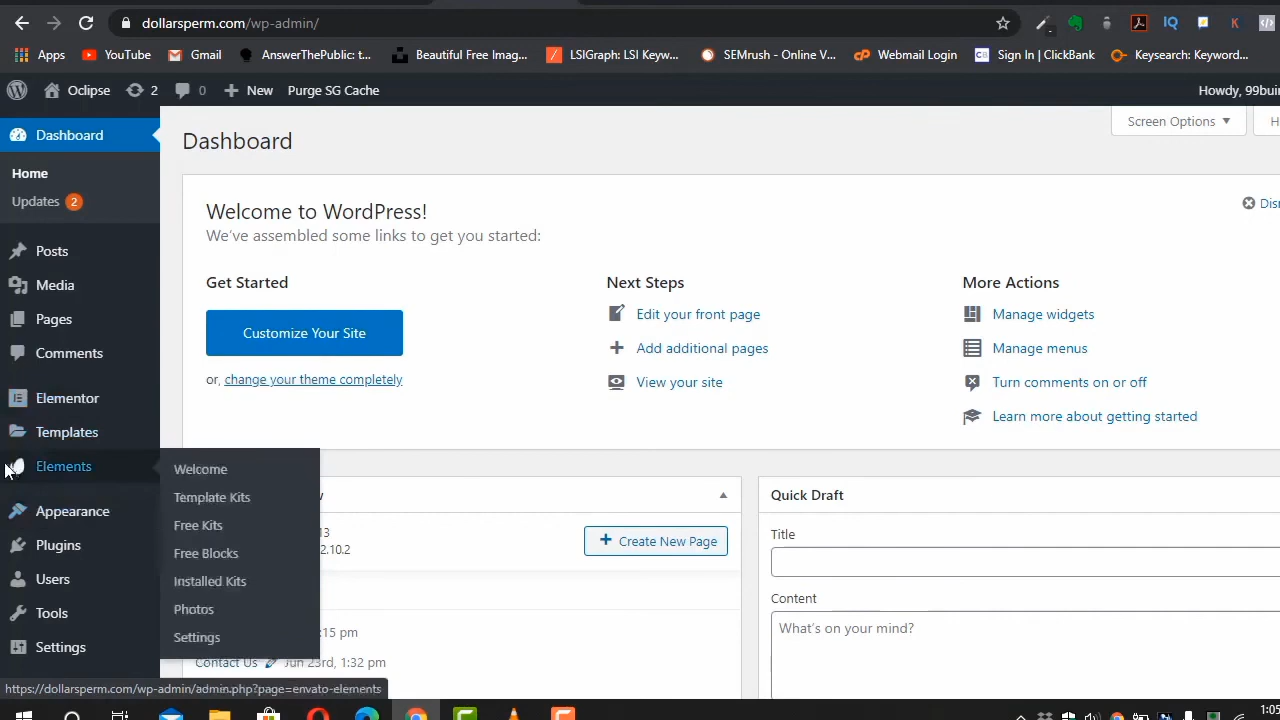 dollarsperm.com/wp-admin/
Apps YouTube Gmail AnswerThePublic: t... Beautiful Free Imag... LSIGraph: LSI Keyw... SEMrush - Online V... Webmail Login Sign In | ClickBank Keysearch: Keyword...
Oclipse 2 0 New Purge SG Cache Howdy, 99buin
Dashboard
Home
Updates 2
Posts
Media
Pages
Comments
Elementor
Templates
Elements
Appearance
Plugins
Users
Tools
Settings
Welcome
Template Kits
Free Kits
Free Blocks
Installed Kits
Photos
Settings
Dashboard
Screen Options
H
Welcome to WordPress!
We've assembled some links to get you started:
Dism
Get Started
Customize Your Site
or, change your theme completely
Next Steps
Edit your front page
Add additional pages
View your site
More Actions
Manage widgets
Manage menus
Turn comments on or off
Learn more about getting started
13
2.10.2
Create New Page
:15 pm
Contact Us Jun 23rd, 1:32 pm
Quick Draft
Title
Content
What's on your mind?
https://dollarsperm.com/wp-admin/admin.php?page=envato-elements
1:05